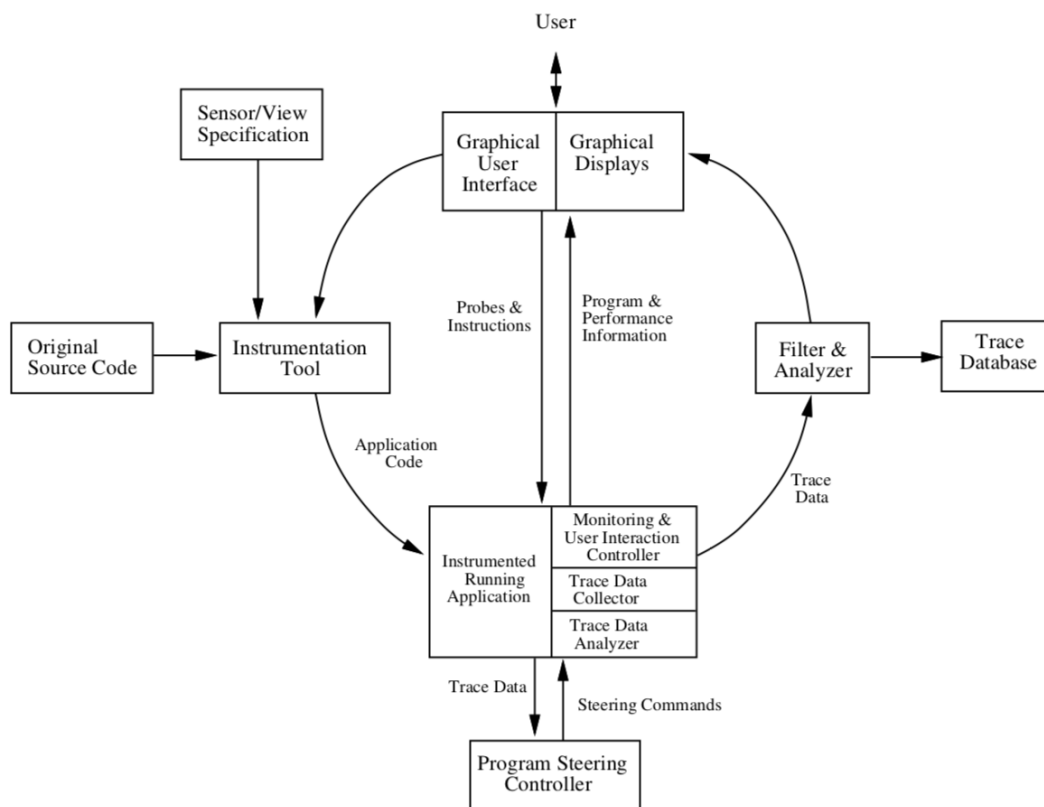 User
Sensor/View
Specification
Graphical
User
Interface
Graphical
Displays
Probes &
Instructions
Program &
Performance
Information
Original
Source Code
Instrumentation
Tool
Filter &
Analyzer
Trace
Database
Application
Code
Trace
Data
Instrumented
Running
Application
Monitoring &
User Interaction
Controller
Trace Data
Collector
Trace Data
Analyzer
Trace Data
Steering Commands
Program Steering
Controller